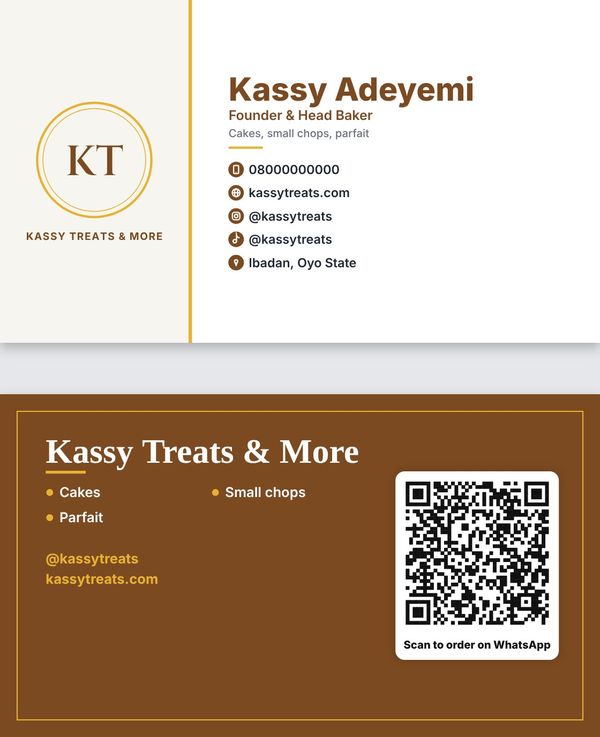 KT
KASSY TREATS & MORE
Kassy Adeyemi
Founder & Head Baker
Cakes, small chops, parfait
08000000000
kassytreats.com
@kassytreats
@kassytreats
Ibadan, Oyo State
Kassy Treats & More
Cakes
Small chops
Parfait
@kassytreats
kassytreats.com
Scan to order on WhatsApp